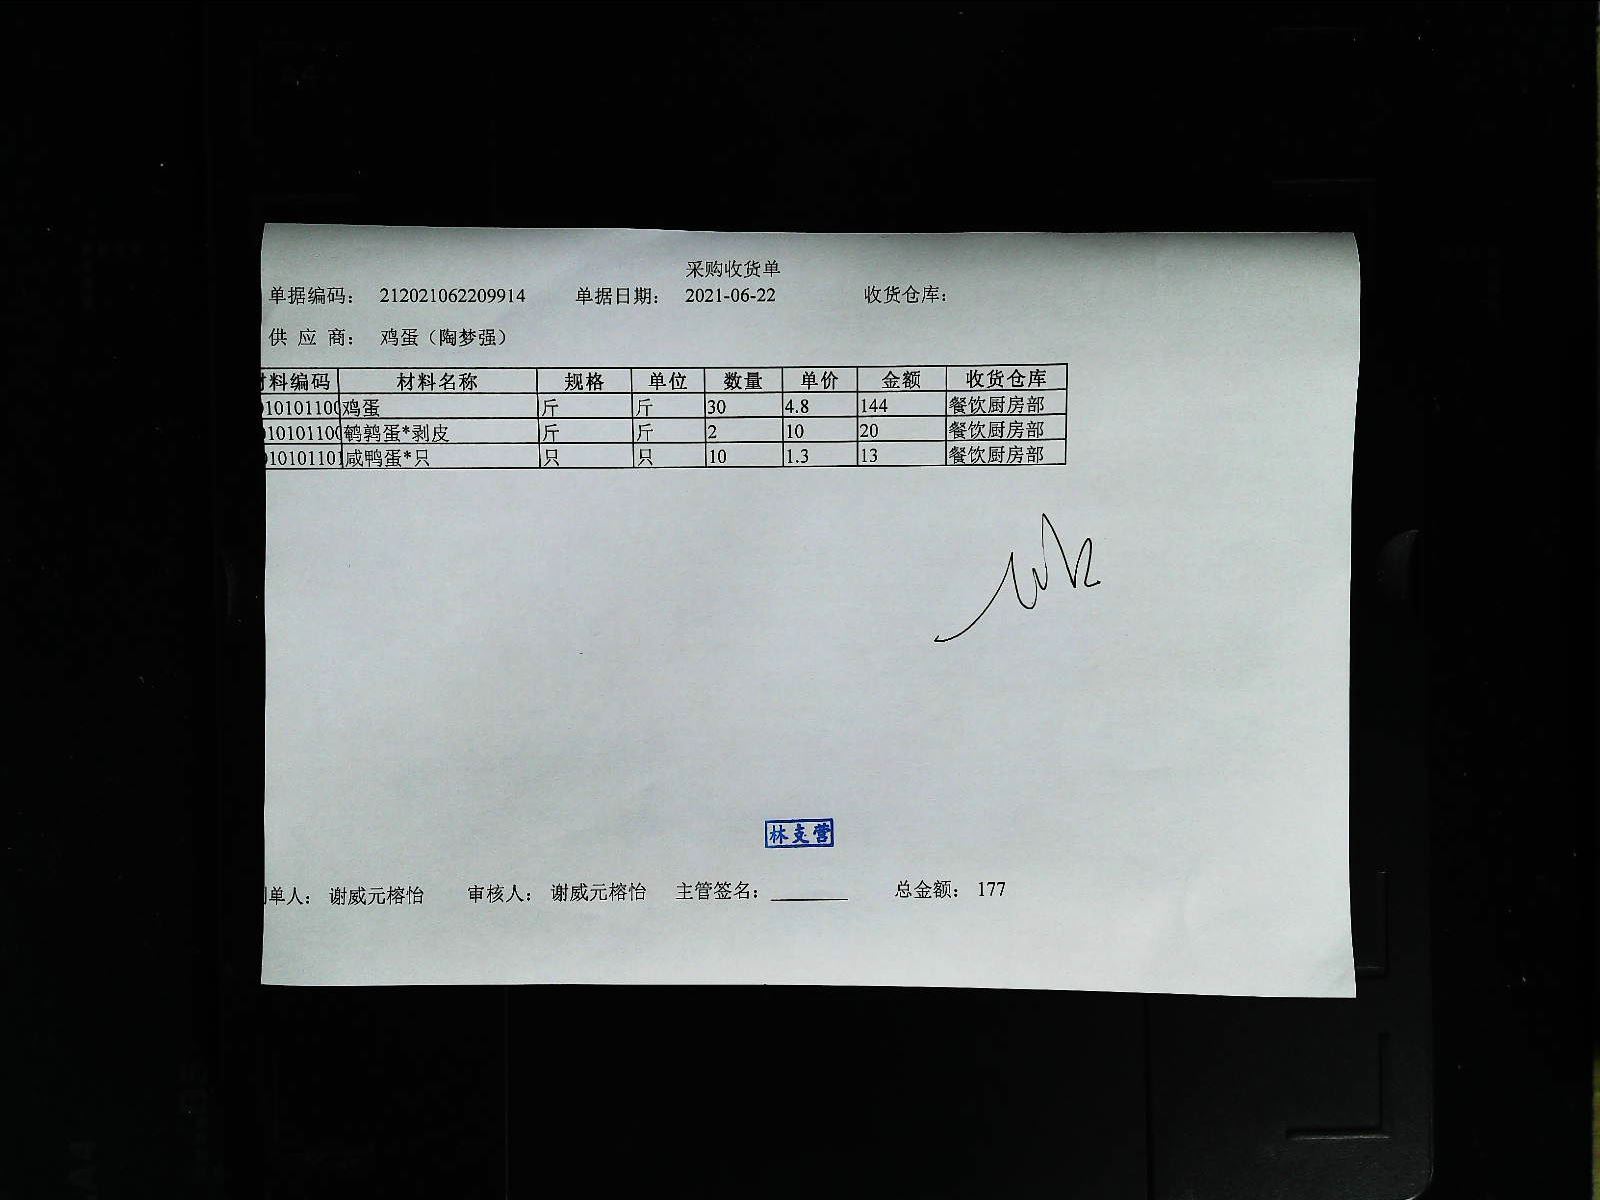 采购收货单
单据编码： 212021062209914 单据日期： 2021-06-22 收货仓库：
供 应 商： 鸡蛋（陶梦强）
材料编码 材料名称 规格 单位 数量 单价 金额 收货仓库
010101100 鸡蛋 斤 斤 30 4.8 144 餐饮厨房部
010101100 鹌鹑蛋*剥皮 斤 斤 2 10 20 餐饮厨房部
010101101 咸鸭蛋*只 只 只 10 1.3 13 餐饮厨房部
林支营
制单人： 谢威元榕怡 审核人： 谢威元榕怡 主管签名： 总金额： 177